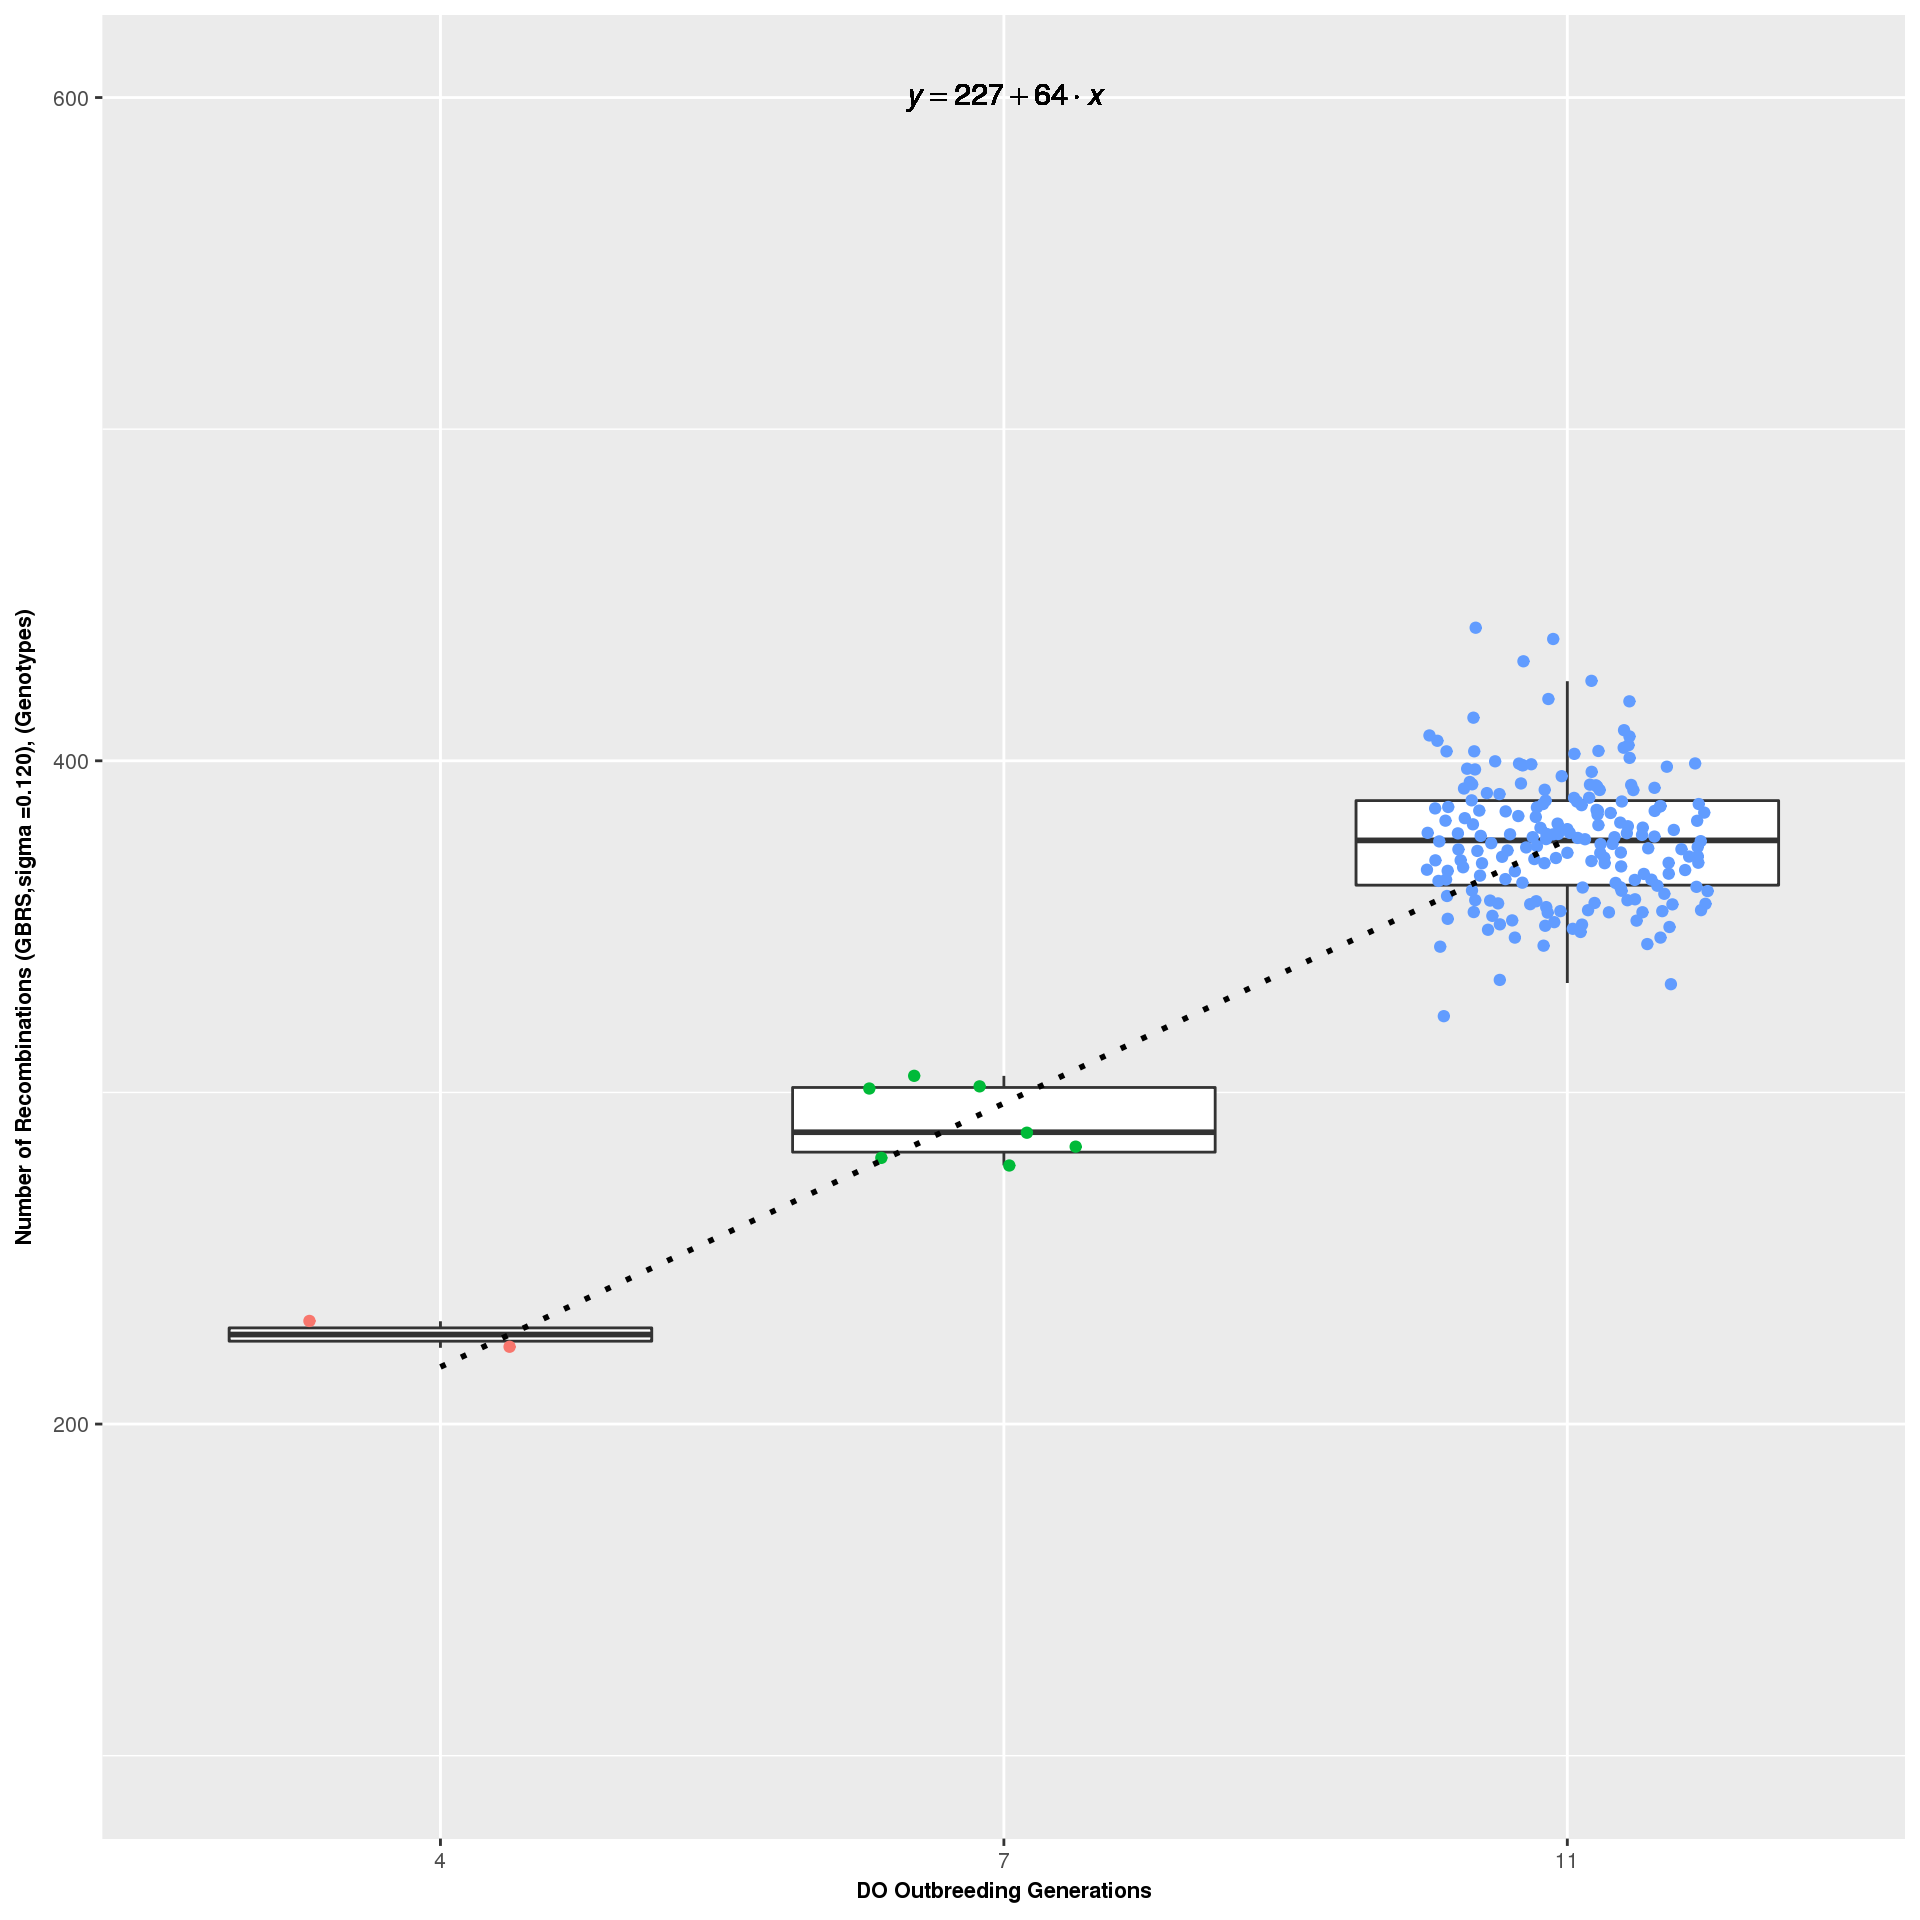 y = 227 + 64 · x
600
400
200
Number of Recombinations (GBRS,sigma =0.120), (Genotypes)
4 7 11
DO Outbreeding Generations